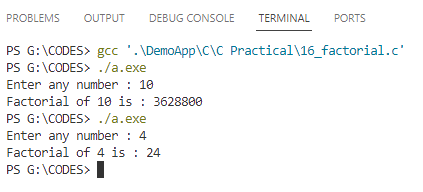 PROBLEMS OUTPUT DEBUG CONSOLE TERMINAL PORTS
PS G:\CODES> gcc '.\DemoApp\C\C Practical\16_factorial.c'
PS G:\CODES> ./a.exe
Enter any number : 10
Factorial of 10 is : 3628800
PS G:\CODES> ./a.exe
Enter any number : 4
Factorial of 4 is : 24
PS G:\CODES>